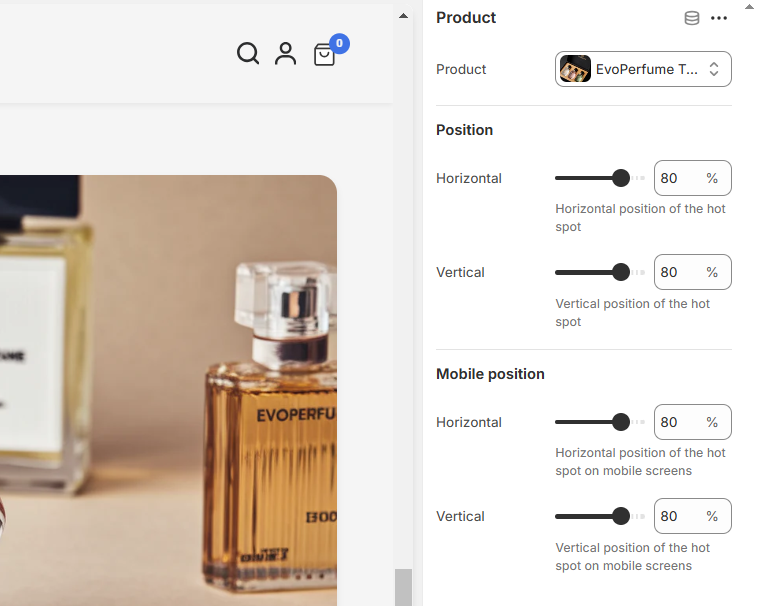 0
EVOPERFU
Product
Product
EvoPerfume T...
Position
Horizontal
80 %
Horizontal position of the hot
spot
Vertical
80 %
Vertical position of the hot
spot
Mobile position
Horizontal
80 %
Horizontal position of the hot
spot on mobile screens
Vertical
80 %
Vertical position of the hot
spot on mobile screens